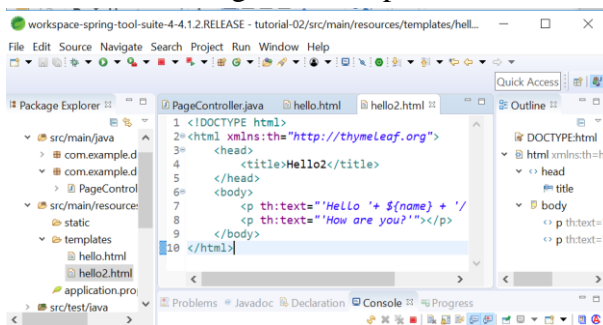 workspace-spring-tool-suite-4-4.1.2.RELEASE - tutorial-02/src/main/resources/templates/hell...
File Edit Source Navigate Search Project Run Window Help
Quick Access
Package Explorer
src/main/java
com.example.d
com.example.d
PageControl
src/main/resource:
static
templates
hello.html
hello2.html
application.pro
src/test/java
PageController.java hello.html hello2.html
1 <!DOCTYPE html>
2 <html xmlns:th="http://thymeleaf.org">
3 <head>
4 <title>Hello2</title>
5 </head>
6 <body>
7 <p th:text="'Hello '+ ${name} + '/
8 <p th:text="'How are you?'"></p>
9 </body>
10 </html>
Outline
DOCTYPE:html
html xmlns:th=h
head
title
body
p th:text=
p th:text=
Problems Javadoc Declaration Console Progress